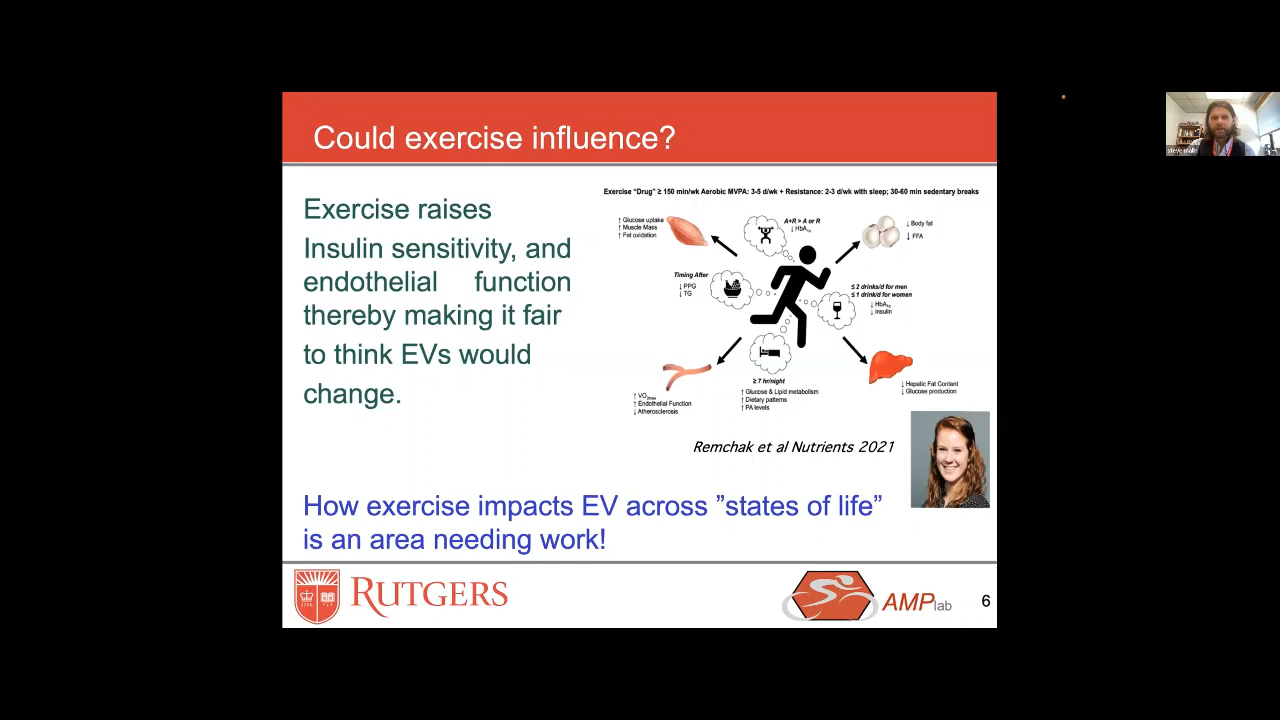 Could exercise influence?
Exercise raises
Insulin sensitivity, and
endothelial function
thereby making it fair
to think EVs would
change.
Exercise “Drug” ≥ 150 min/wk Aerobic MVPA: 3-5 d/wk + Resistance: 2-3 d/wk with sleep; 30-60 min sedentary breaks
↑ Glucose uptake
↑ Muscle Mass
↑ Fat oxidation
A+R > A or R
↓ HbA1c
↓ Body fat
↓ FFA
Timing After
↓ PPG
↓ TG
≤ 2 drinks/d for men
≤ 1 drink/d for women
↓ HbA1c
↓ insulin
↑ VO2max
↑ Endothelial Function
↓ Atherosclerosis
≥ 7 hr/night
↑ Glucose & Lipid metabolism
↑ Dietary patterns
↑ PA levels
↓ Hepatic Fat Content
↓ Glucose production
Remchak et al Nutrients 2021
How exercise impacts EV across ”states of life”
is an area needing work!
RUTGERS
AMPlab
6